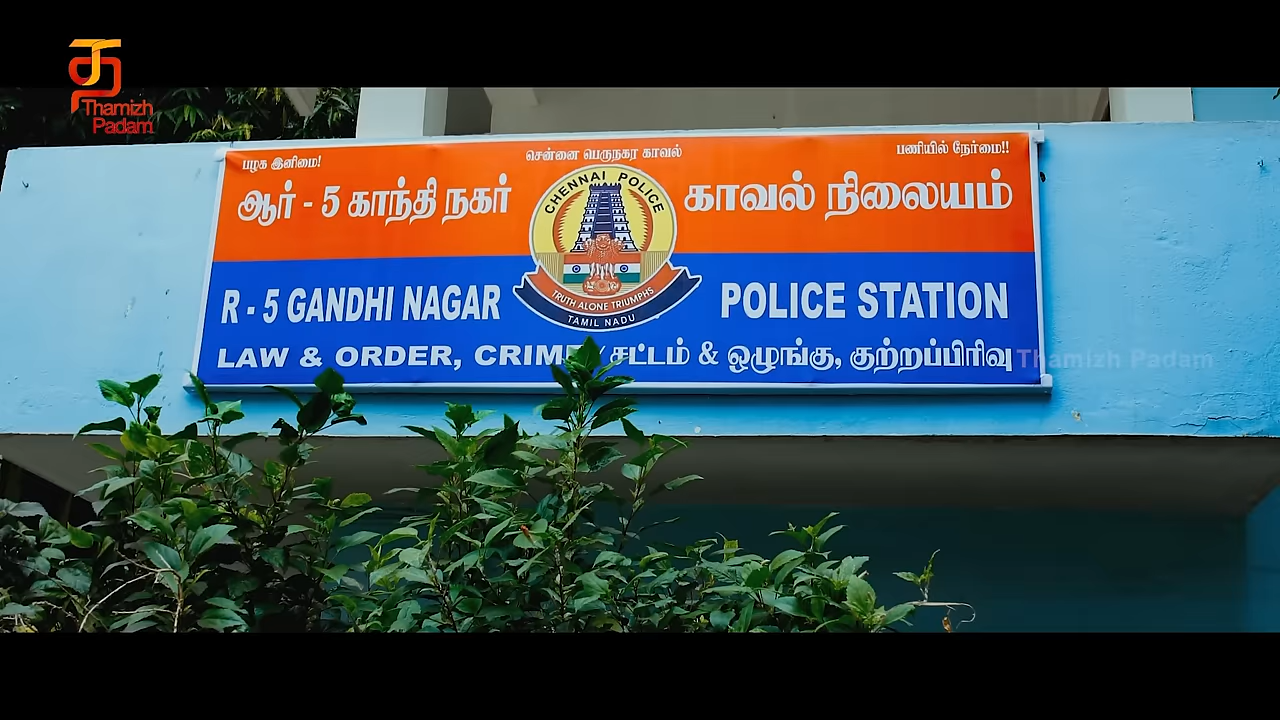 த
Thamizh
Padam
பழக இனிமை!
சென்னை பெருநகர காவல்
பணியில் நேர்மை!!
ஆர் - 5 காந்தி நகர் காவல் நிலையம்
CHENNAI POLICE
TRUTH ALONE TRIUMPHS
TAMIL NADU
R - 5 GANDHI NAGAR POLICE STATION
LAW & ORDER, CRIME / சட்டம் & ஒழுங்கு, குற்றப்பிரிவு
Thamizh Padam